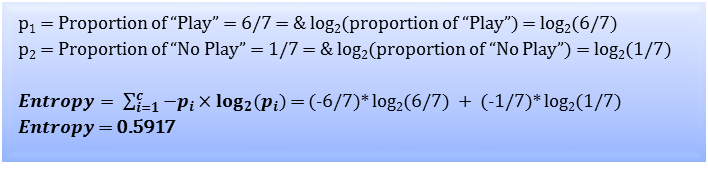 p₁ = Proportion of “Play” = 6/7 = & log₂(proportion of “Play”) = log₂(6/7)
p₂ = Proportion of “No Play” = 1/7 = & log₂(proportion of “No Play”) = log₂(1/7)
Entropy = ∑ᶜᵢ₌₁ −pᵢ × log₂(pᵢ) = (-6/7)*log₂(6/7) + (-1/7)*log₂(1/7)
Entropy = 0.5917